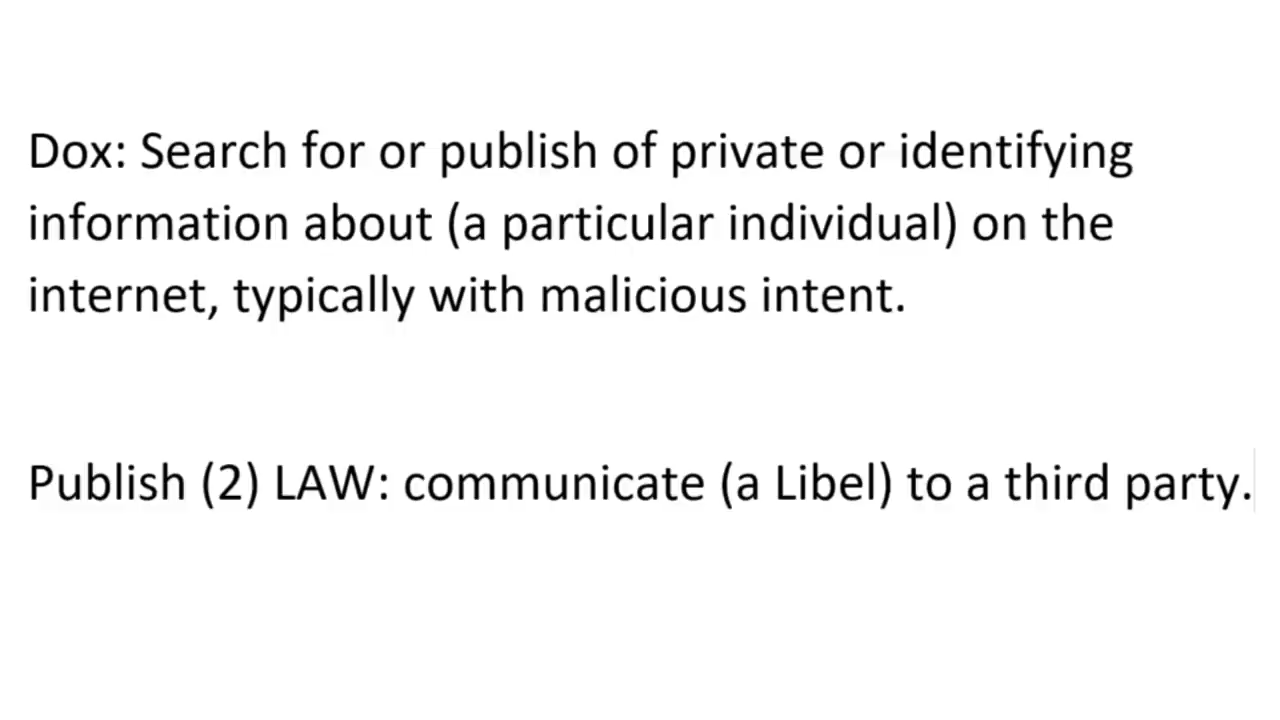 Dox: Search for or publish of private or identifying
information about (a particular individual) on the
internet, typically with malicious intent.
Publish (2) LAW: communicate (a Libel) to a third party.